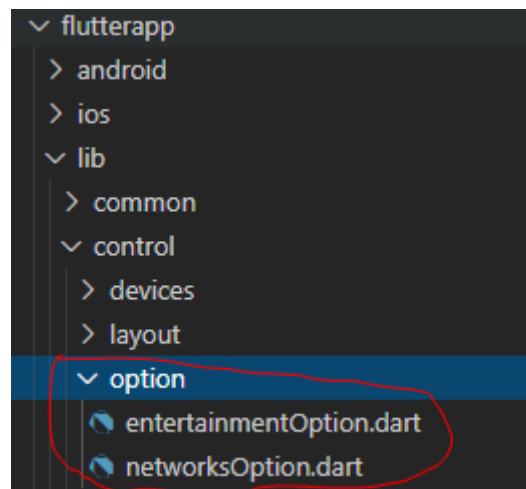 flutterapp
android
ios
lib
common
control
devices
layout
option
entertainmentOption.dart
networksOption.dart